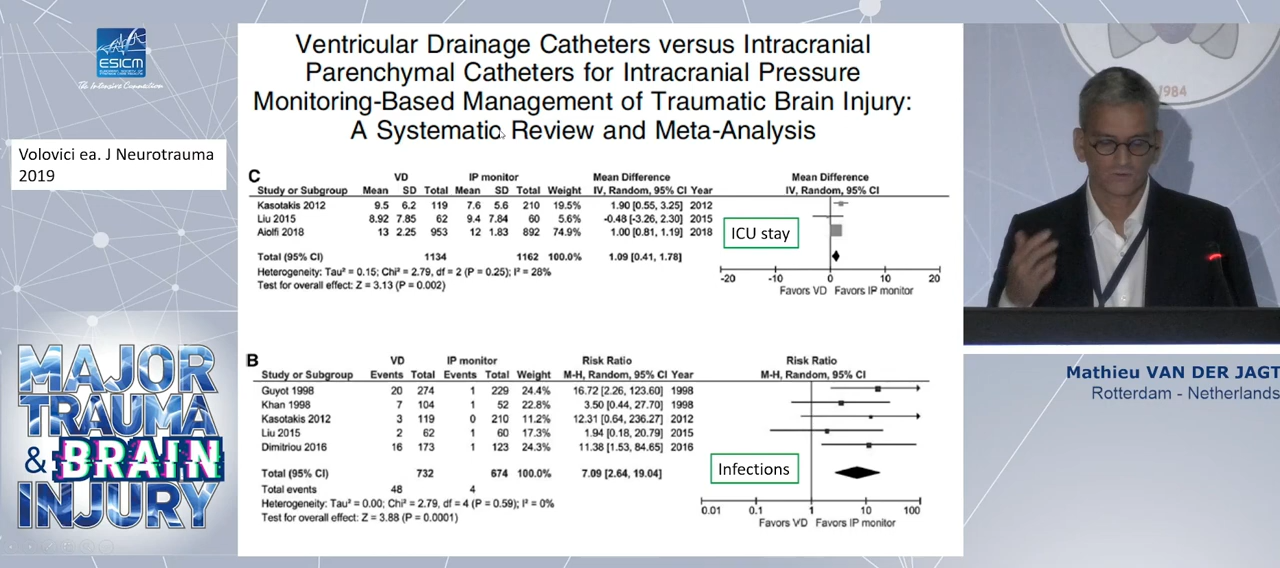 ESICM
The Intensive Connection
Volovici ea. J Neurotrauma
2019
MAJOR
TRAUMA
& BRAIN
INJURY
Ventricular Drainage Catheters versus Intracranial
Parenchymal Catheters for Intracranial Pressure
Monitoring-Based Management of Traumatic Brain Injury:
A Systematic Review and Meta-Analysis
C
VD IP monitor Mean Difference Mean Difference
Study or Subgroup Mean SD Total Mean SD Total Weight IV, Random, 95% CI Year IV, Random, 95% CI
Kasotakis 2012 9.5 6.2 119 7.6 5.6 210 19.5% 1.90 [0.55, 3.25] 2012
Liu 2015 8.92 7.85 62 9.4 7.84 60 5.6% -0.48 [-3.26, 2.30] 2015
Aiolfi 2018 13 2.25 953 12 1.83 892 74.9% 1.00 [0.81, 1.19] 2018
ICU stay
Total (95% CI) 1134 1162 100.0% 1.09 [0.41, 1.78]
Heterogeneity: Tau² = 0.15; Chi² = 2.79, df = 2 (P = 0.25); I² = 28%
Test for overall effect: Z = 3.13 (P = 0.002)
-20 -10 0 10 20
Favors VD Favors IP monitor
B
VD IP monitor Risk Ratio Risk Ratio
Study or Subgroup Events Total Events Total Weight M-H, Random, 95% CI Year M-H, Random, 95% CI
Guyot 1998 20 274 1 229 24.4% 16.72 [2.26, 123.60] 1998
Khan 1998 7 104 1 52 22.8% 3.50 [0.44, 27.70] 1998
Kasotakis 2012 3 119 0 210 11.2% 12.31 [0.64, 236.27] 2012
Liu 2015 2 62 1 60 17.3% 1.94 [0.18, 20.79] 2015
Dimitriou 2016 16 173 1 123 24.3% 11.38 [1.53, 84.65] 2016
Infections
Total (95% CI) 732 674 100.0% 7.09 [2.64, 19.04]
Total events 48 4
Heterogeneity: Tau² = 0.00; Chi² = 2.79, df = 4 (P = 0.59); I² = 0%
Test for overall effect: Z = 3.88 (P = 0.0001)
0.01 0.1 1 10 100
Favors VD Favors IP monitor
/1984
Mathieu VAN DER JAGT
Rotterdam - Netherlands